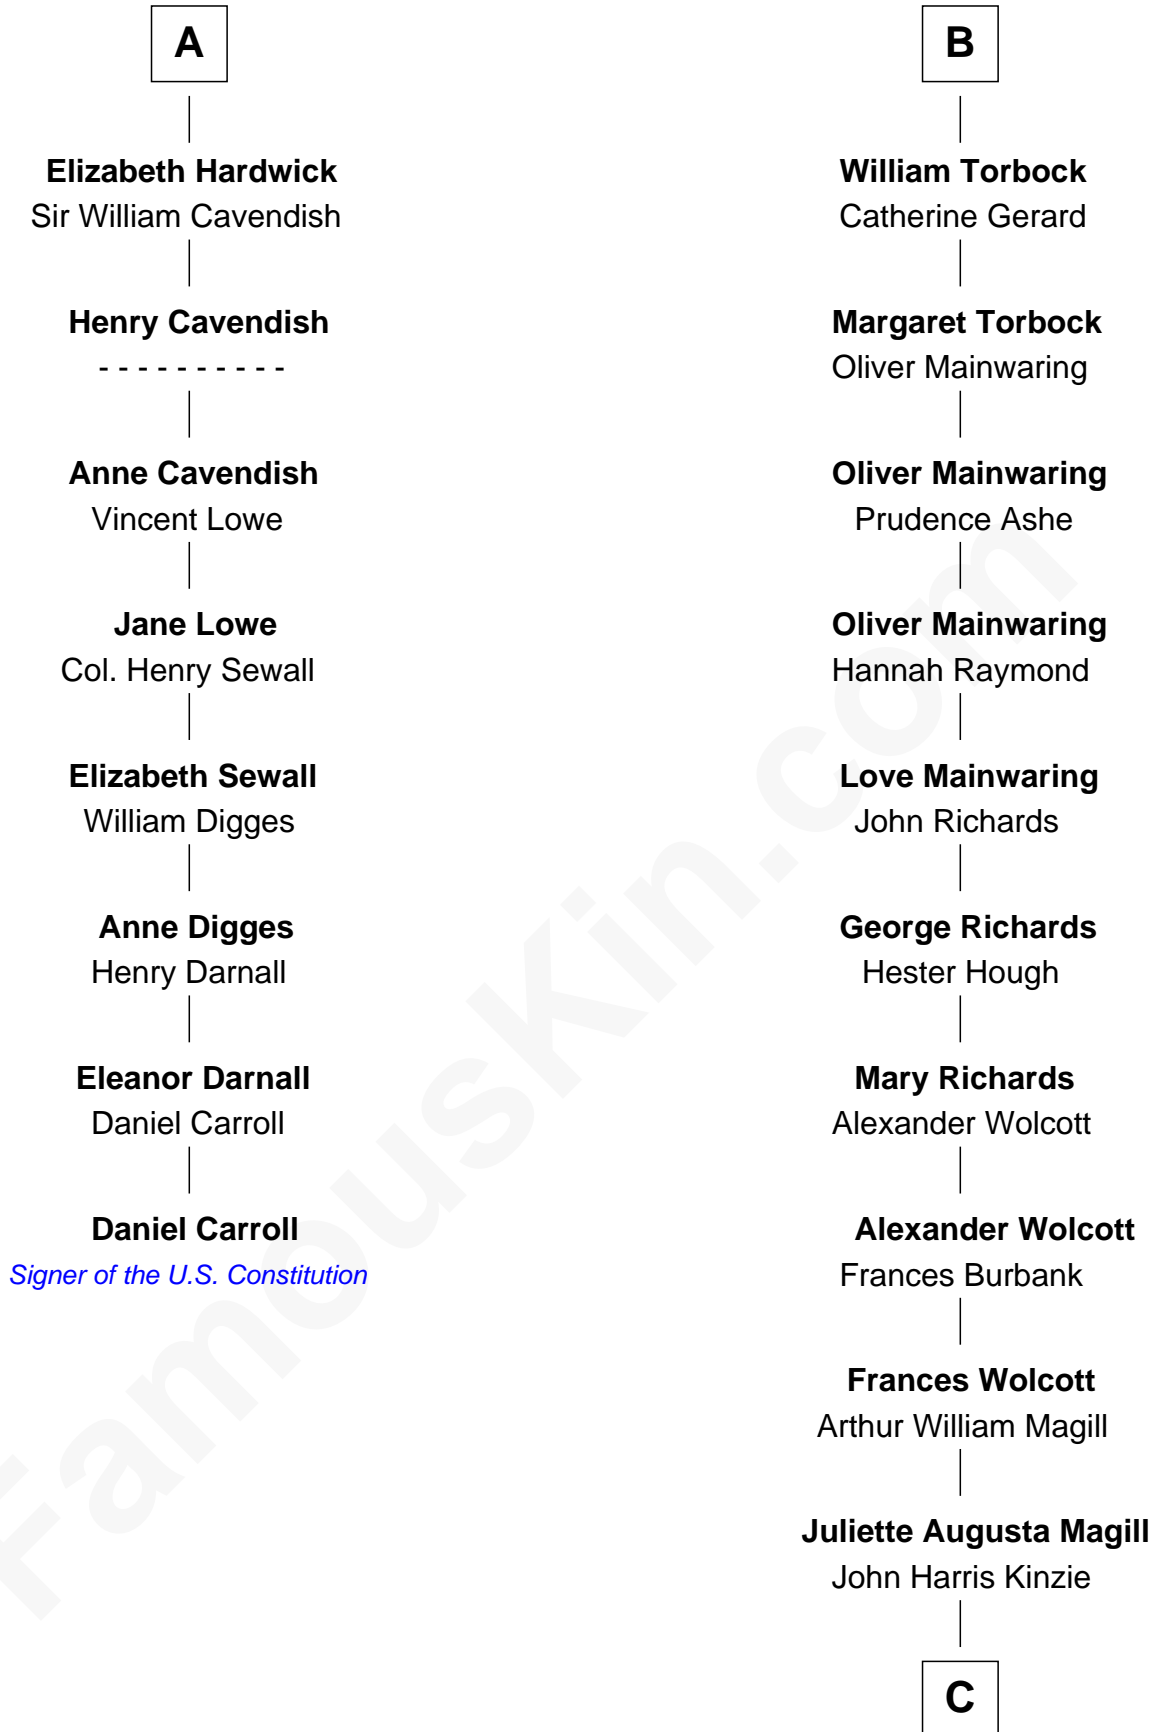 A
Elizabeth Hardwick
Sir William Cavendish
Henry Cavendish
- - - - - - - - - -
Anne Cavendish
Vincent Lowe
Jane Lowe
Col. Henry Sewall
Elizabeth Sewall
William Digges
Anne Digges
Henry Darnall
Eleanor Darnall
Daniel Carroll
Daniel Carroll
Signer of the U.S. Constitution
B
William Torbock
Catherine Gerard
Margaret Torbock
Oliver Mainwaring
Oliver Mainwaring
Prudence Ashe
Oliver Mainwaring
Hannah Raymond
Love Mainwaring
John Richards
George Richards
Hester Hough
Mary Richards
Alexander Wolcott
Alexander Wolcott
Frances Burbank
Frances Wolcott
Arthur William Magill
Juliette Augusta Magill
John Harris Kinzie
C
FamousKin.com